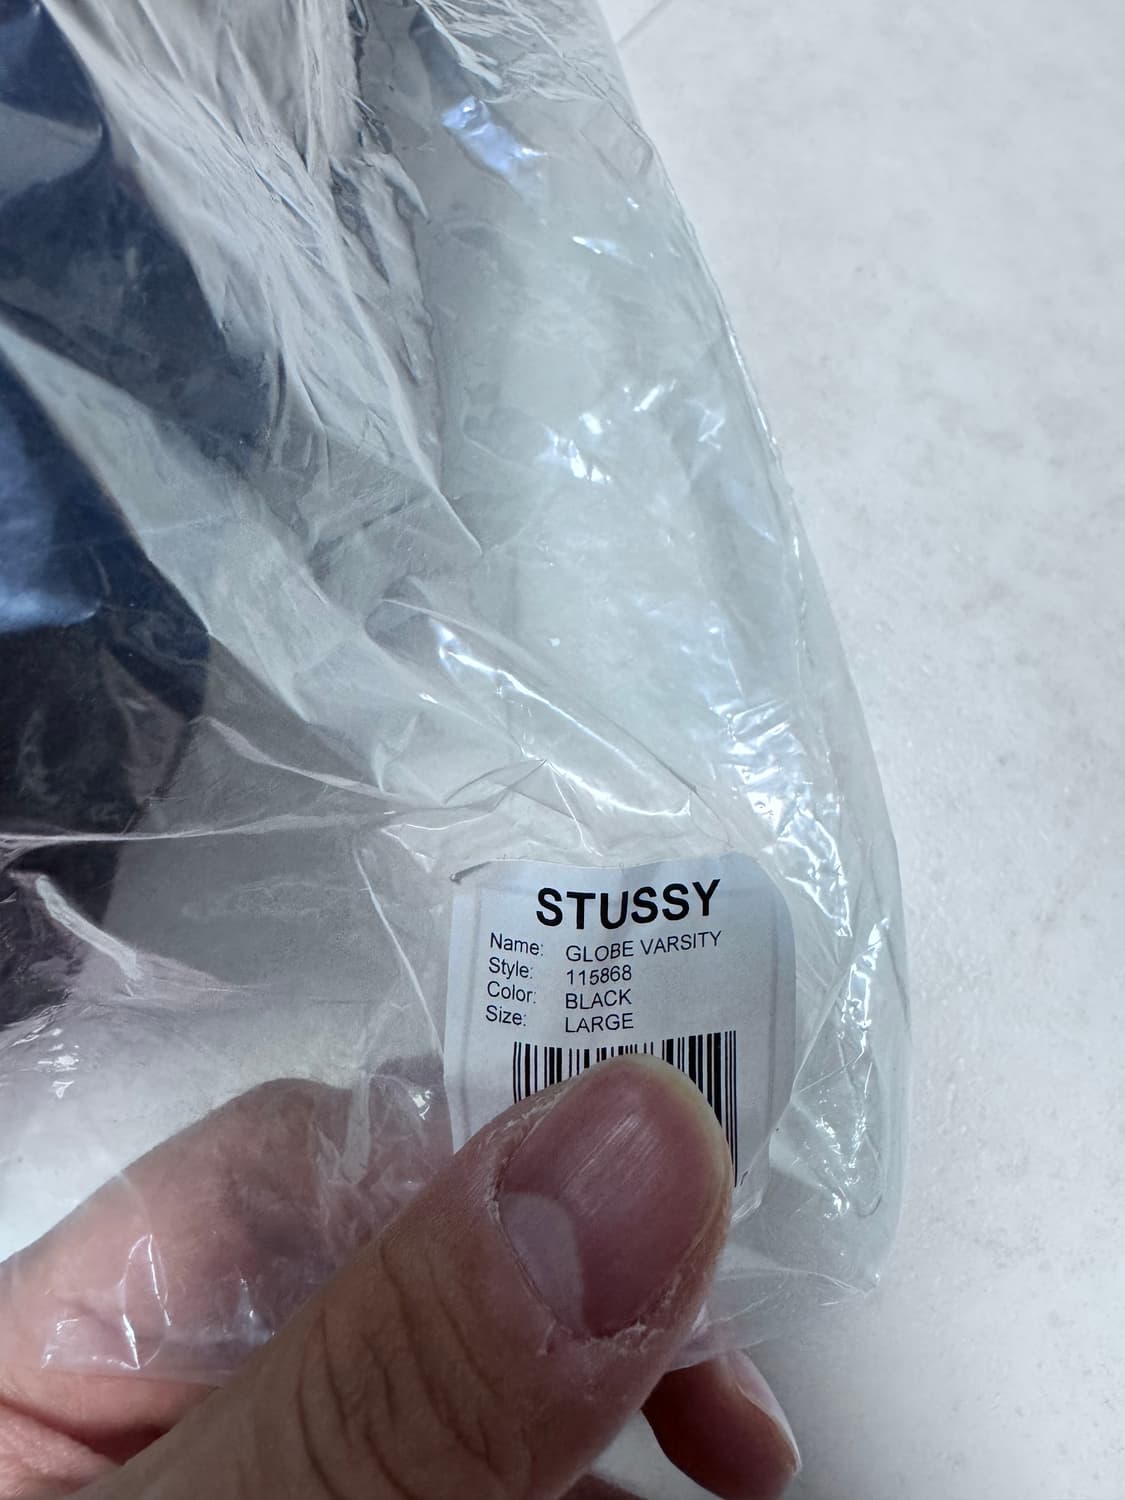 STUSSY
Name: GLOBE VARSITY
Style: 115868
Color: BLACK
Size: LARGE